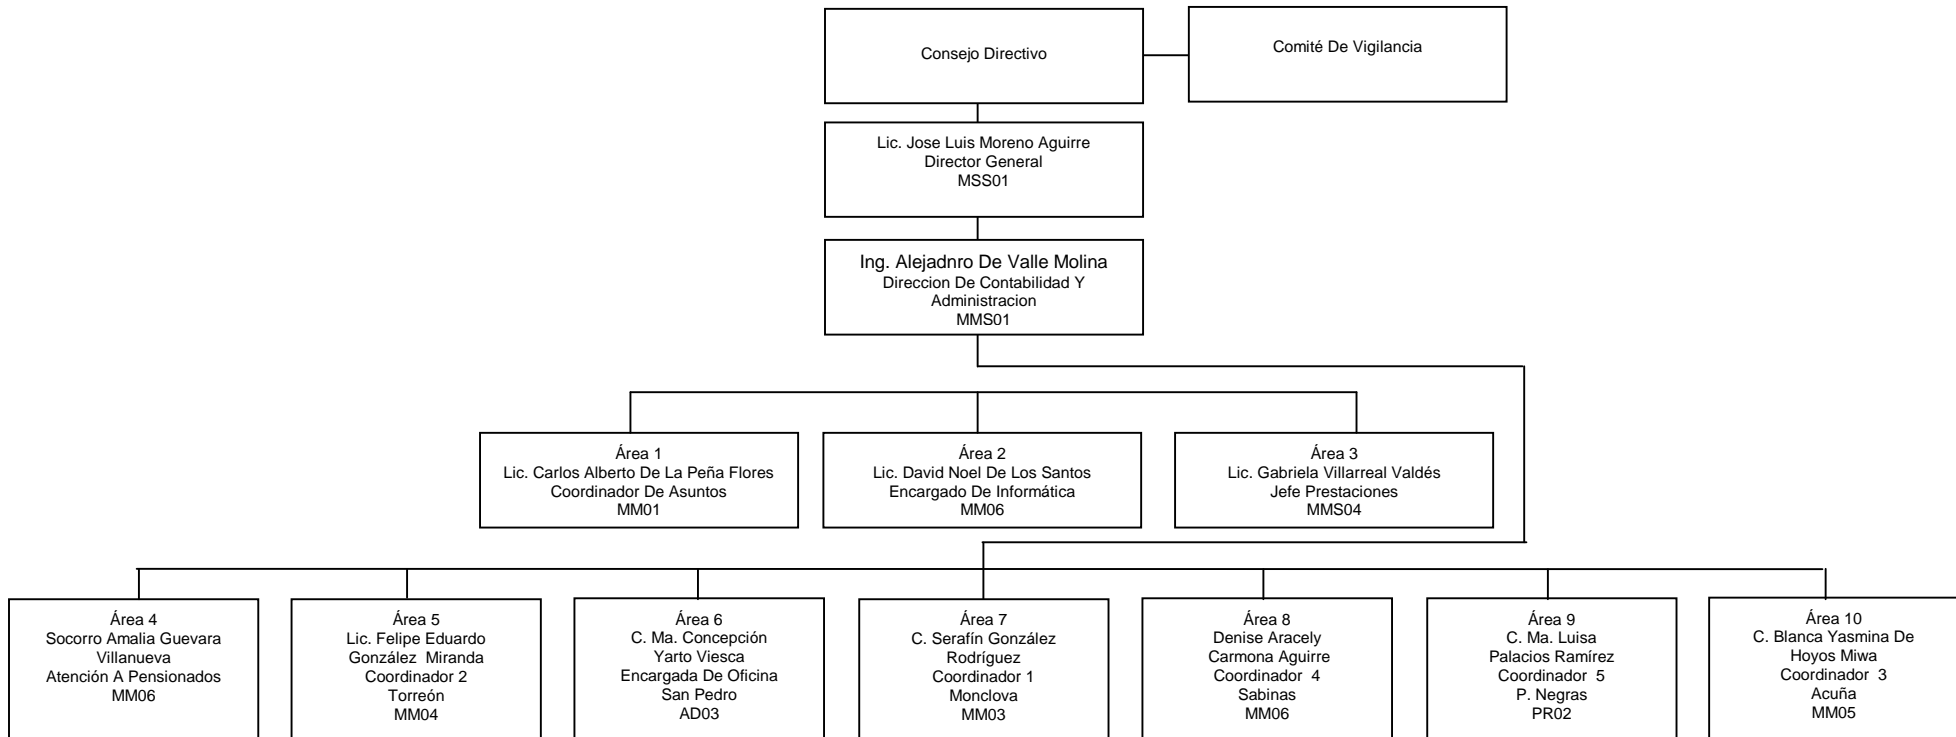 Consejo Directivo
Comité De Vigilancia
Lic. Jose Luis Moreno Aguirre
Director General
MSS01
Ing. Alejadnro De Valle Molina
Direccion De Contabilidad Y
Administracion
MMS01
Área 1
Lic. Carlos Alberto De La Peña Flores
Coordinador De Asuntos
MM01
Área 2
Lic. David Noel De Los Santos
Encargado De Informática
MM06
Área 3
Lic. Gabriela Villarreal Valdés
Jefe Prestaciones
MMS04
Área 4
Socorro Amalia Guevara
Villanueva
Atención A Pensionados
MM06
Área 5
Lic. Felipe Eduardo
González Miranda
Coordinador 2
Torreón
MM04
Área 6
C. Ma. Concepción
Yarto Viesca
Encargada De Oficina
San Pedro
AD03
Área 7
C. Serafín González
Rodríguez
Coordinador 1
Monclova
MM03
Área 8
Denise Aracely
Carmona Aguirre
Coordinador 4
Sabinas
MM06
Área 9
C. Ma. Luisa
Palacios Ramírez
Coordinador 5
P. Negras
PR02
Área 10
C. Blanca Yasmina De
Hoyos Miwa
Coordinador 3
Acuña
MM05